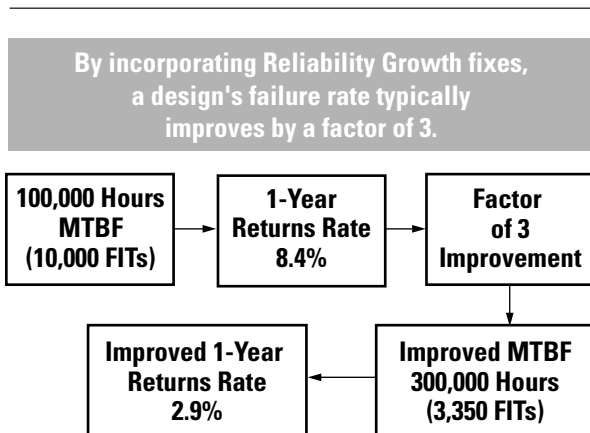 By incorporating Reliability Growth fixes,
a design's failure rate typically
improves by a factor of 3.
100,000 Hours
MTBF
(10,000 FITs)
1-Year
Returns Rate
8.4%
Factor
of 3
Improvement
Improved MTBF
300,000 Hours
(3,350 FITs)
Improved 1-Year
Returns Rate
2.9%